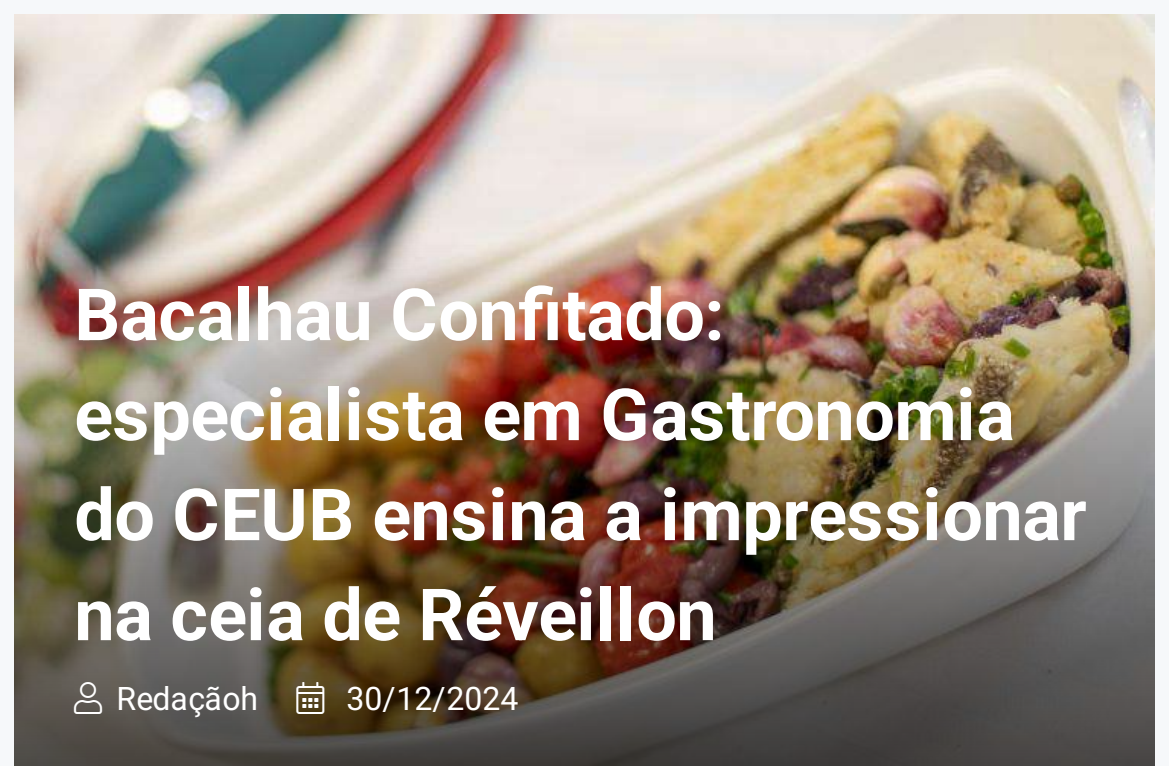 Bacalhau Confitado:
especialista em Gastronomia
do CEUB ensina a impressionar
na ceia de Réveillon
Redaçãoh 30/12/2024